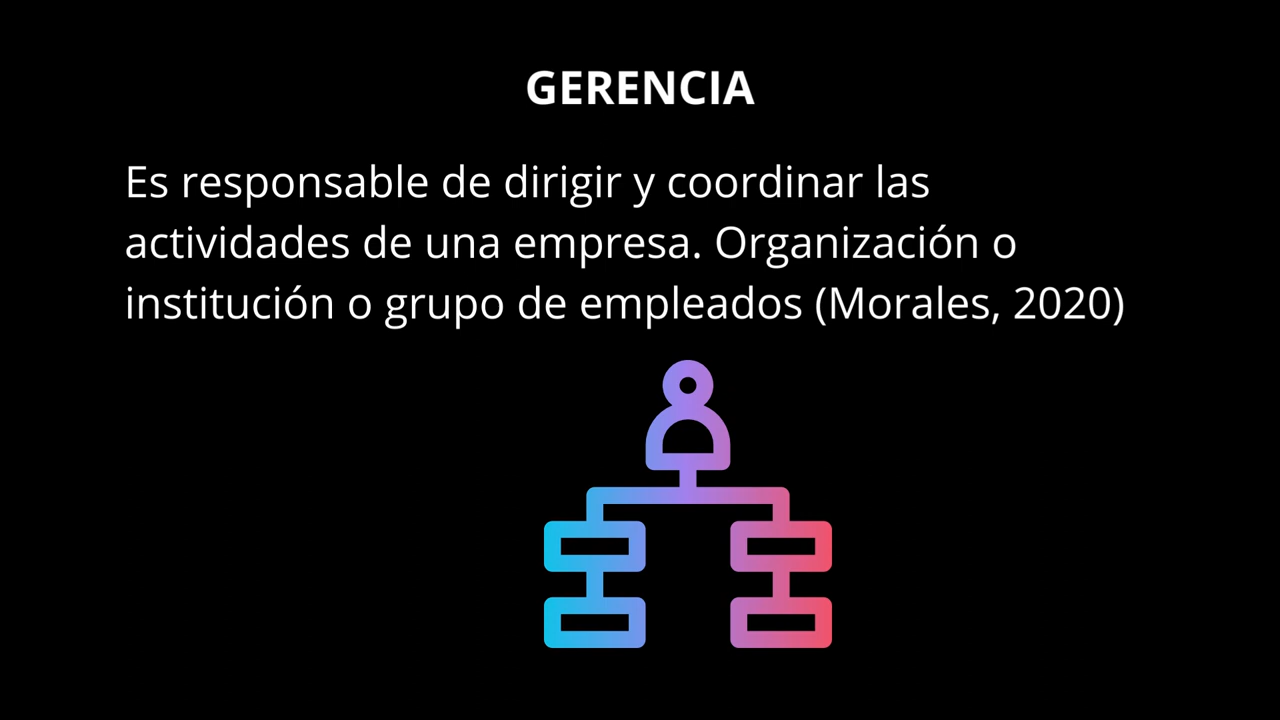 GERENCIA
Es responsable de dirigir y coordinar las
actividades de una empresa. Organización o
institución o grupo de empleados (Morales, 2020)